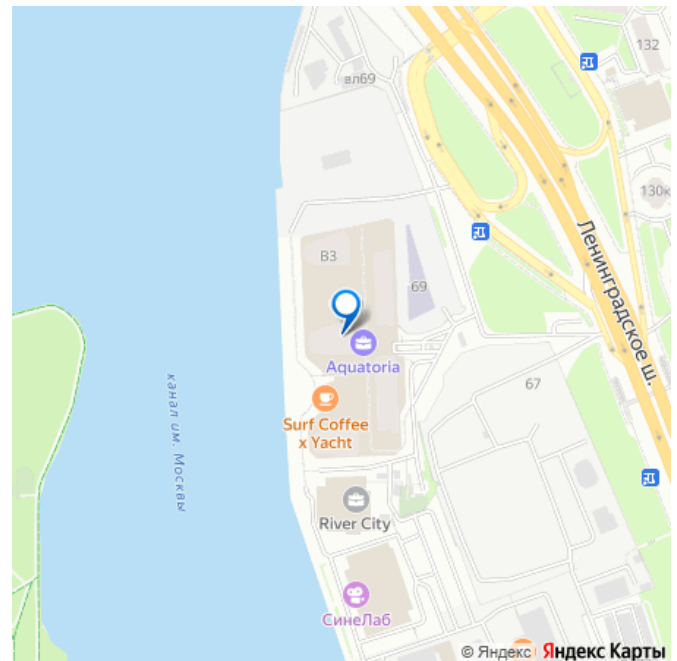 132
вл69
130к
Ленинградское ш.
В3
69
Aquatoria
67
Surf Coffee
x Yacht
канал им. Москвы
River City
СинеЛаб
© Яндекс Яндекс Карты